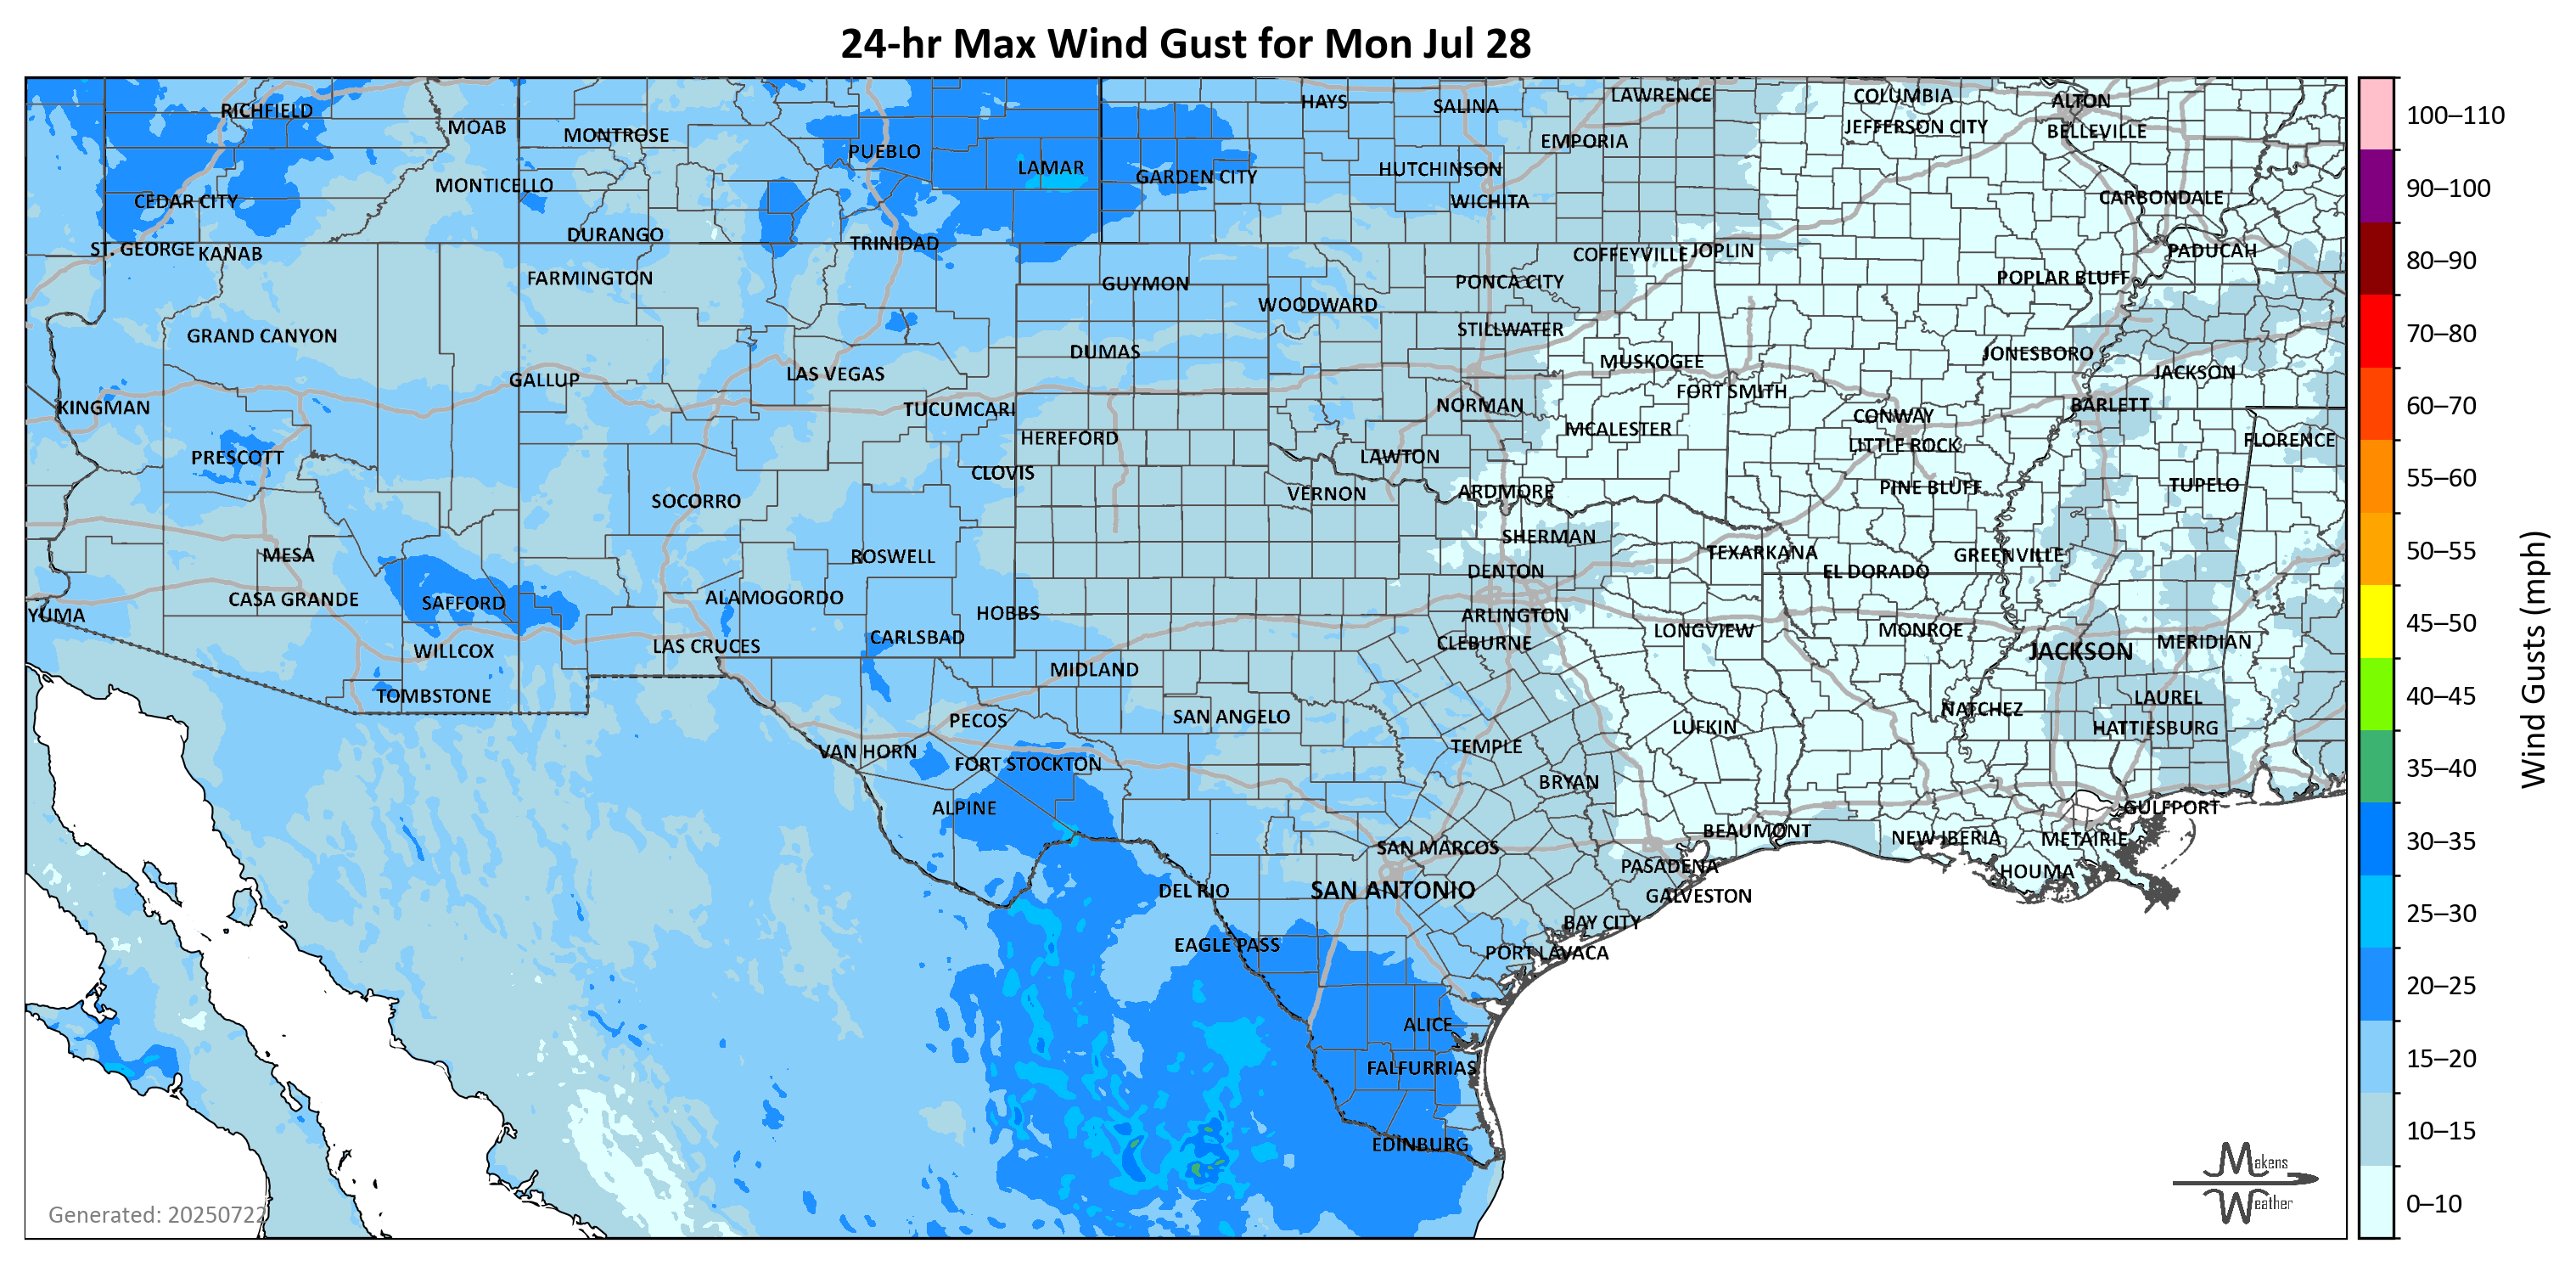 24-hr Max Wind Gust for Mon Jul 28
RICHFIELD
MOAB
MONTROSE
PUEBLO
LAMAR
GARDEN CITY
HAYS
SALINA
HUTCHINSON
WICHITA
EMPORIA
LAWRENCE
COLUMBIA
JEFFERSON CITY
ALTON
BELLEVILLE
CARBONDALE
PADUCAH
CEDAR CITY
MONTICELLO
DURANGO
TRINIDAD
ST. GEORGE
KANAB
FARMINGTON
GUYMON
WOODWARD
PONCA CITY
COFFEYVILLE
JOPLIN
POPLAR BLUFF
GRAND CANYON
DUMAS
STILLWATER
MUSKOGEE
JONESBORO
JACKSON
KINGMAN
GALLUP
LAS VEGAS
TUCUMCARI
NORMAN
FORT SMITH
CONWAY
BARLETT
PRESCOTT
HEREFORD
MCALESTER
LITTLE ROCK
FLORENCE
CLOVIS
LAWTON
SOCORRO
VERNON
ARDMORE
PINE BLUFF
TUPELO
MESA
ROSWELL
SHERMAN
TEXARKANA
GREENVILLE
DENTON
EL DORADO
YUMA
CASA GRANDE
SAFFORD
ALAMOGORDO
HOBBS
ARLINGTON
WILLCOX
LAS CRUCES
CARLSBAD
CLEBURNE
LONGVIEW
MONROE
JACKSON
MERIDIAN
TOMBSTONE
MIDLAND
PECOS
SAN ANGELO
LUFKIN
NATCHEZ
LAUREL
HATTIESBURG
VAN HORN
FORT STOCKTON
TEMPLE
BRYAN
ALPINE
GULFPORT
SAN MARCOS
BEAUMONT
NEW IBERIA
METAIRIE
PASADENA
HOUMA
DEL RIO
SAN ANTONIO
GALVESTON
BAY CITY
EAGLE PASS
PORT LAVACA
ALICE
FALFURRIAS
EDINBURG
Generated: 20250722
Makens
Weather
100–110
90–100
80–90
70–80
60–70
55–60
50–55
45–50
40–45
35–40
30–35
25–30
20–25
15–20
10–15
0–10
Wind Gusts (mph)